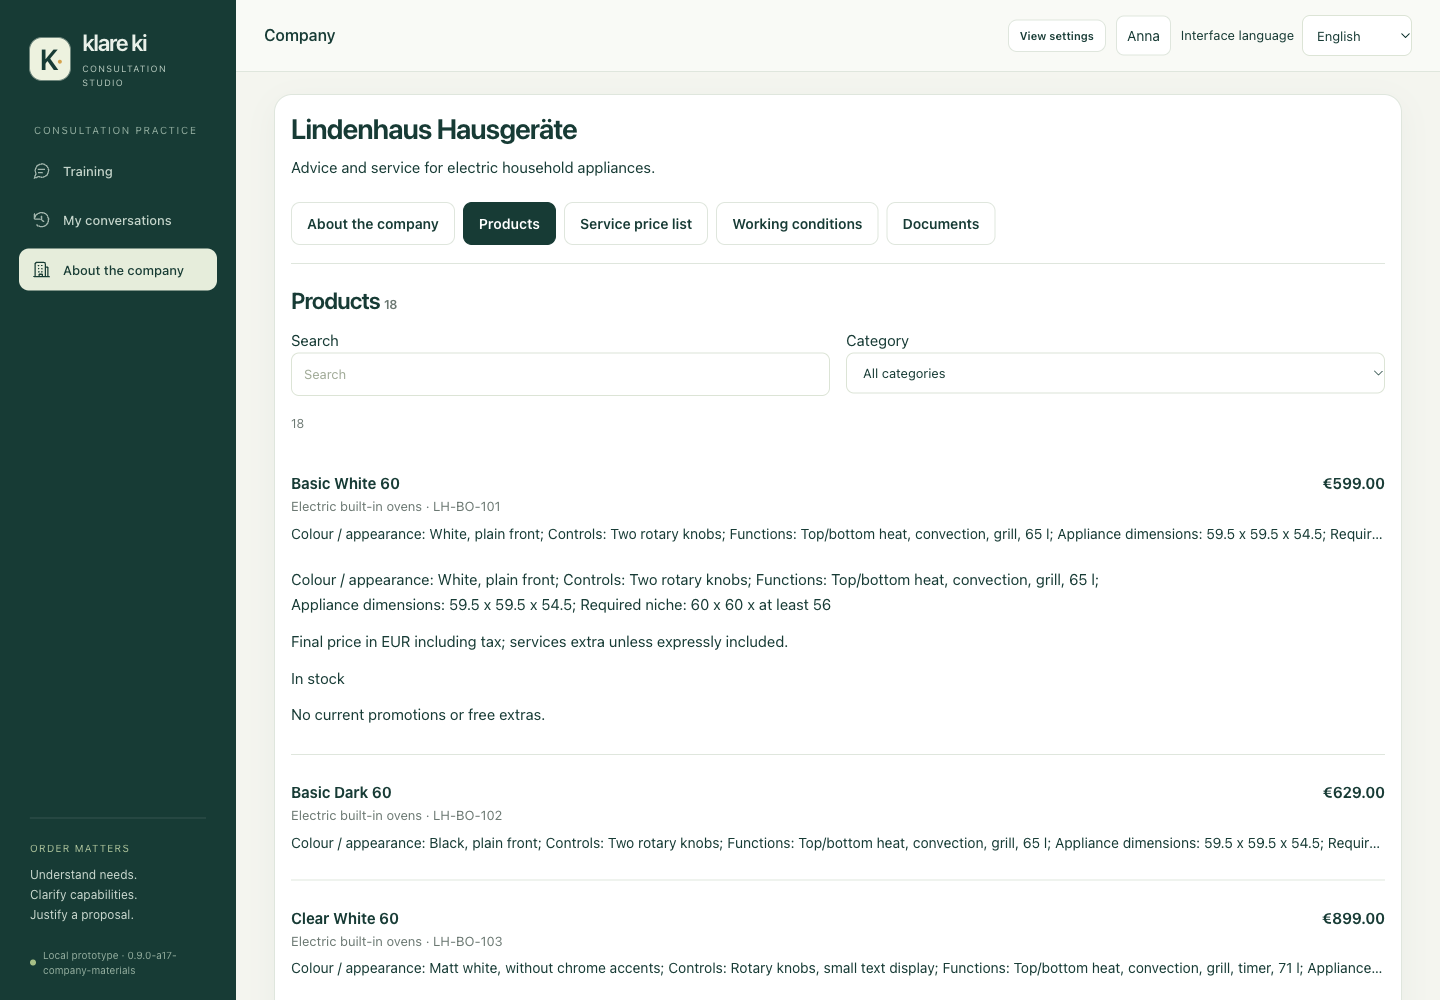 K
klare ki
CONSULTATION
STUDIO
CONSULTATION PRACTICE
Training
My conversations
About the company
ORDER MATTERS
Understand needs.
Clarify capabilities.
Justify a proposal.
Local prototype · 0.9.0-a17-
company-materials
Company
View settings
Anna
Interface language
English
Lindenhaus Hausgeräte
Advice and service for electric household appliances.
About the company
Products
Service price list
Working conditions
Documents
Products 18
Search
Category
Search
All categories
18
Basic White 60
€599.00
Electric built-in ovens · LH-BO-101
Colour / appearance: White, plain front; Controls: Two rotary knobs; Functions: Top/bottom heat, convection, grill, 65 l; Appliance dimensions: 59.5 x 59.5 x 54.5; Requir...
Colour / appearance: White, plain front; Controls: Two rotary knobs; Functions: Top/bottom heat, convection, grill, 65 l;
Appliance dimensions: 59.5 x 59.5 x 54.5; Required niche: 60 x 60 x at least 56
Final price in EUR including tax; services extra unless expressly included.
In stock
No current promotions or free extras.
Basic Dark 60
€629.00
Electric built-in ovens · LH-BO-102
Colour / appearance: Black, plain front; Controls: Two rotary knobs; Functions: Top/bottom heat, convection, grill, 65 l; Appliance dimensions: 59.5 x 59.5 x 54.5; Requir...
Clear White 60
€899.00
Electric built-in ovens · LH-BO-103
Colour / appearance: Matt white, without chrome accents; Controls: Rotary knobs, small text display; Functions: Top/bottom heat, convection, grill, timer, 71 l; Appliance...